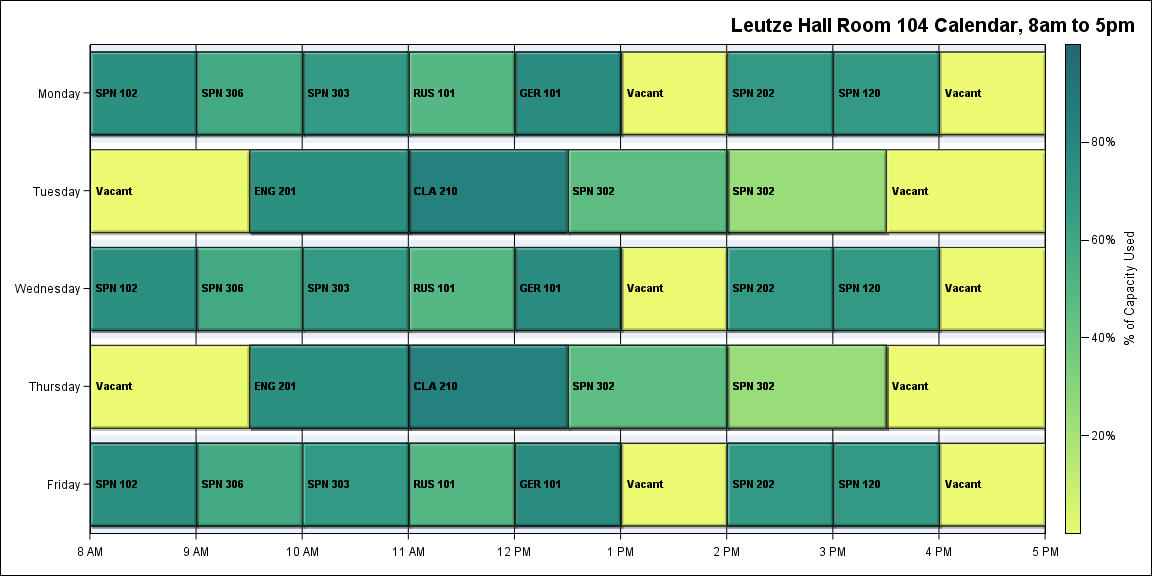 Leutze Hall Room 104 Calendar, 8am to 5pm
Monday
SPN 102
SPN 306
SPN 303
RUS 101
GER 101
Vacant
SPN 202
SPN 120
Vacant
Tuesday
Vacant
ENG 201
CLA 210
SPN 302
SPN 302
Vacant
Wednesday
SPN 102
SPN 306
SPN 303
RUS 101
GER 101
Vacant
SPN 202
SPN 120
Vacant
Thursday
Vacant
ENG 201
CLA 210
SPN 302
SPN 302
Vacant
Friday
SPN 102
SPN 306
SPN 303
RUS 101
GER 101
Vacant
SPN 202
SPN 120
Vacant
8 AM
9 AM
10 AM
11 AM
12 PM
1 PM
2 PM
3 PM
4 PM
5 PM
80%
60%
40%
20%
% of Capacity Used